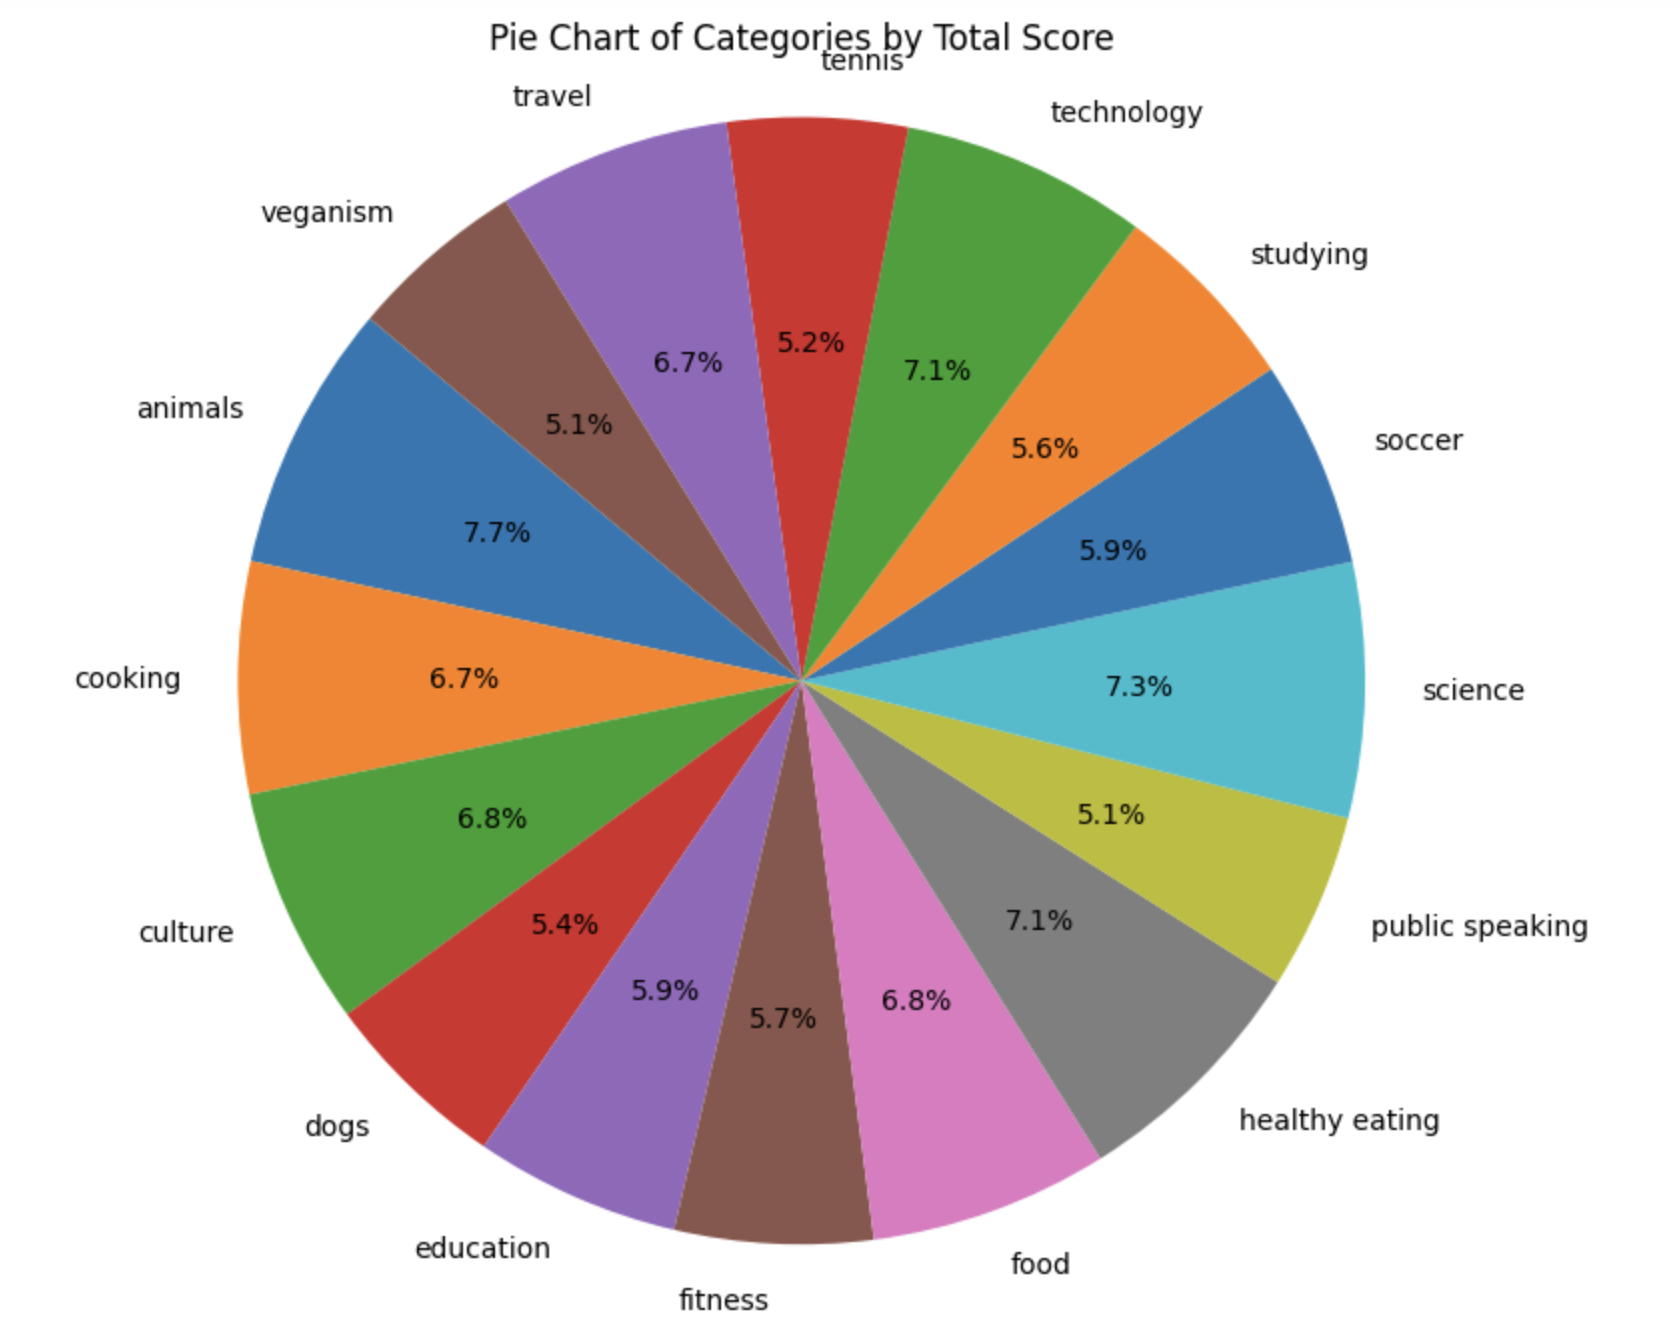 Pie Chart of Categories by Total Score
tennis
travel
technology
veganism
studying
animals
soccer
cooking
science
culture
public speaking
dogs
healthy eating
education
food
fitness
5.2%
6.7%
7.1%
5.1%
5.6%
7.7%
5.9%
6.7%
7.3%
6.8%
5.1%
5.4%
7.1%
5.9%
6.8%
5.7%